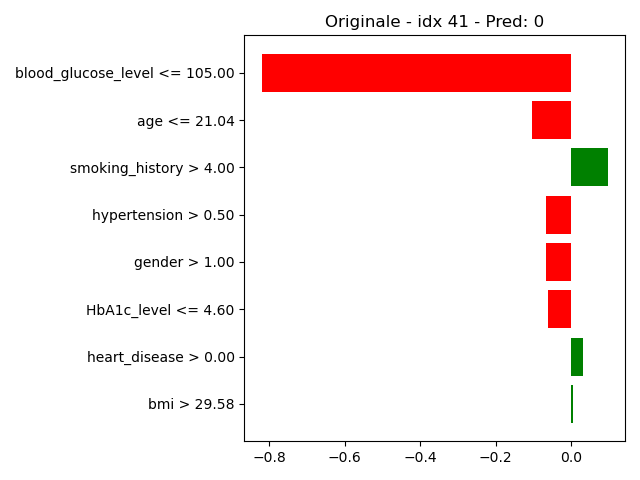 Originale - idx 41 - Pred: 0
blood_glucose_level <= 105.00
age <= 21.04
smoking_history > 4.00
hypertension > 0.50
gender > 1.00
HbA1c_level <= 4.60
heart_disease > 0.00
bmi > 29.58
−0.8 −0.6 −0.4 −0.2 0.0